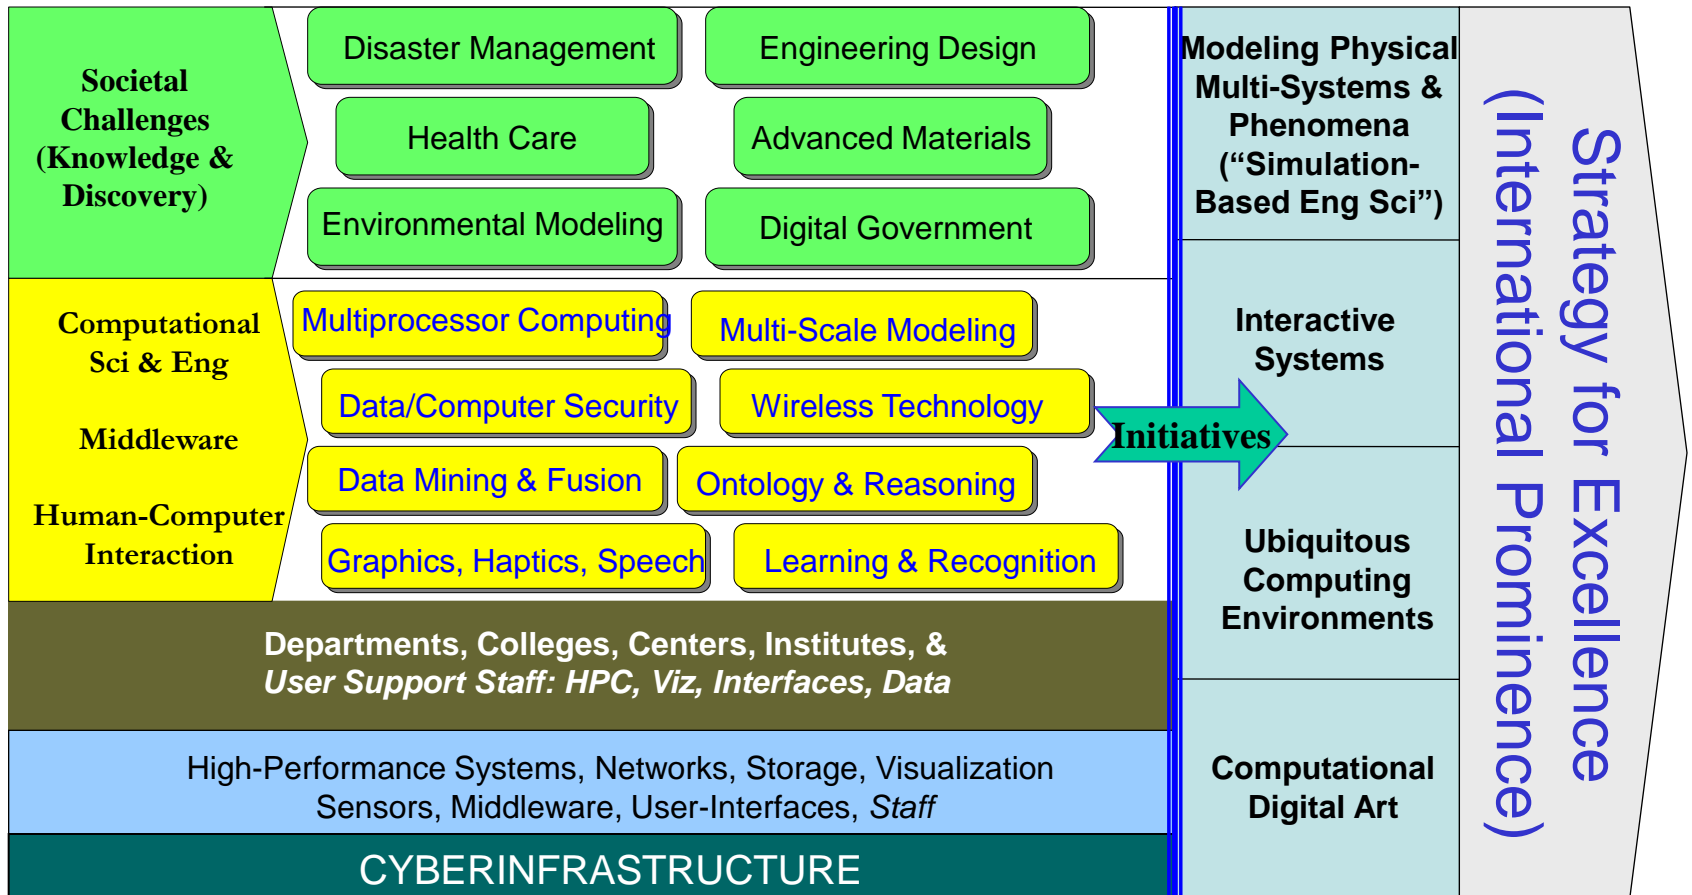 Societal
Challenges
(Knowledge &
Discovery)
Disaster Management
Engineering Design
Health Care
Advanced Materials
Environmental Modeling
Digital Government
Computational
Sci & Eng
Middleware
Human-Computer
Interaction
Multiprocessor Computing
Multi-Scale Modeling
Data/Computer Security
Wireless Technology
Data Mining & Fusion
Ontology & Reasoning
Graphics, Haptics, Speech
Learning & Recognition
Departments, Colleges, Centers, Institutes, &
User Support Staff: HPC, Viz, Interfaces, Data
High-Performance Systems, Networks, Storage, Visualization
Sensors, Middleware, User-Interfaces, Staff
CYBERINFRASTRUCTURE
Initiatives
Modeling Physical
Multi-Systems &
Phenomena
(“Simulation-
Based Eng Sci”)
Interactive
Systems
Ubiquitous
Computing
Environments
Computational
Digital Art
Strategy for Excellence
(International Prominence)